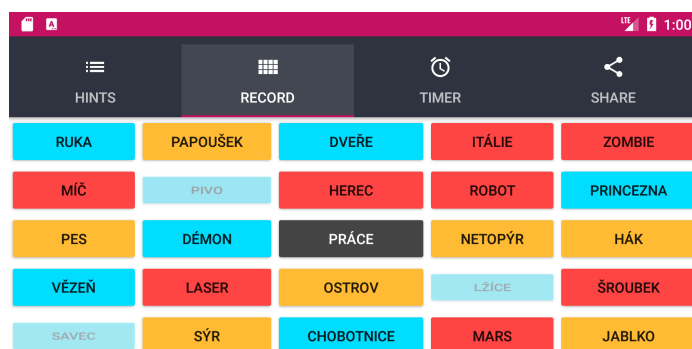 A
LTE 1:00
HINTS RECORD TIMER SHARE
RUKA PAPOUŠEK DVEŘE ITÁLIE ZOMBIE
MÍČ PIVO HEREC ROBOT PRINCEZNA
PES DÉMON PRÁCE NETOPÝR HÁK
VĚZEŇ LASER OSTROV LŽÍCE ŠROUBEK
SAVEC SÝR CHOBOTNICE MARS JABLKO